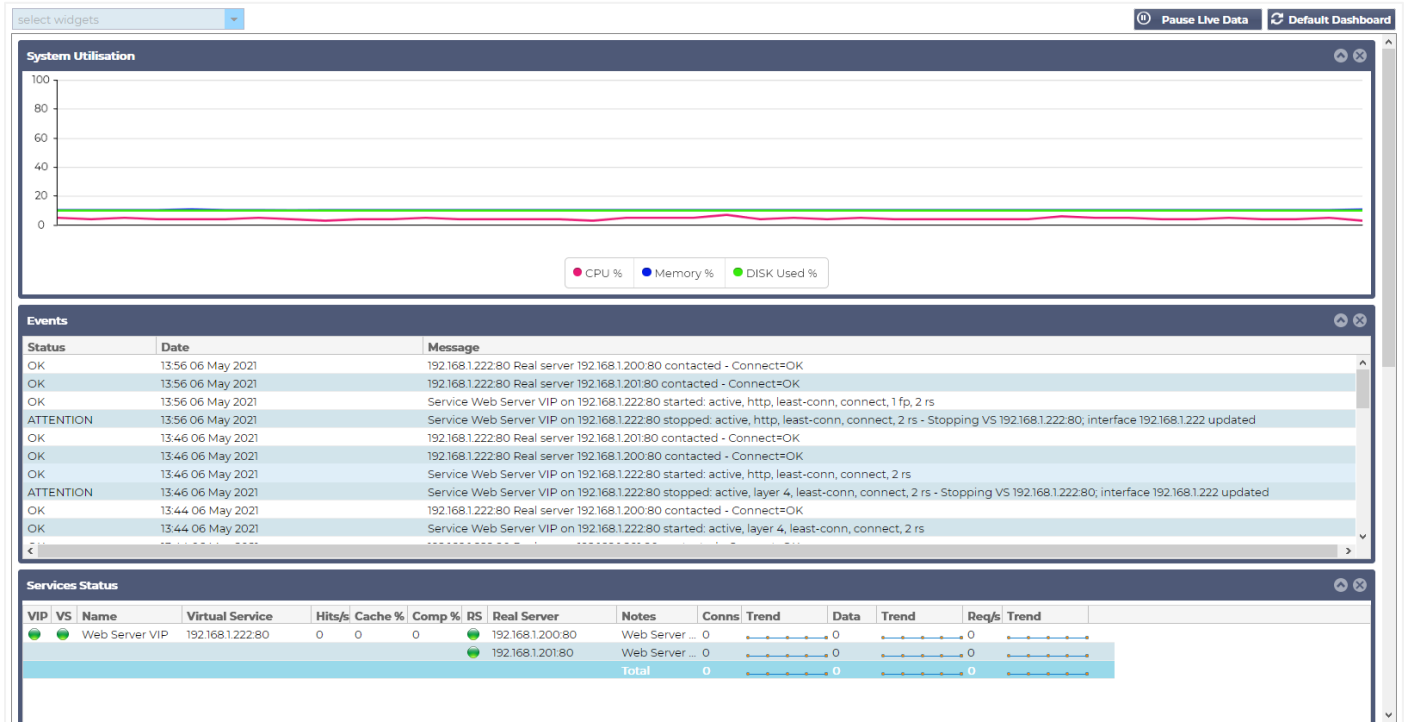 select widgets Pause Live Data Default Dashboard
System Utilisation
100
80
60
40
20
0
CPU % Memory % DISK Used %
Events
Status Date Message
OK 13:56 06 May 2021 192.168.1.222:80 Real server 192.168.1.200:80 contacted - Connect=OK
OK 13:56 06 May 2021 192.168.1.222:80 Real server 192.168.1.201:80 contacted - Connect=OK
OK 13:56 06 May 2021 Service Web Server VIP on 192.168.1.222:80 started: active, http, least-conn, connect, 1 fp, 2 rs
ATTENTION 13:56 06 May 2021 Service Web Server VIP on 192.168.1.222:80 stopped: active, http, least-conn, connect, 2 rs - Stopping VS 192.168.1.222:80; interface 192.168.1.222 updated
OK 13:46 06 May 2021 192.168.1.222:80 Real server 192.168.1.201:80 contacted - Connect=OK
OK 13:46 06 May 2021 192.168.1.222:80 Real server 192.168.1.200:80 contacted - Connect=OK
OK 13:46 06 May 2021 Service Web Server VIP on 192.168.1.222:80 started: active, http, least-conn, connect, 2 rs
ATTENTION 13:46 06 May 2021 Service Web Server VIP on 192.168.1.222:80 stopped: active, layer 4, least-conn, connect, 2 rs - Stopping VS 192.168.1.222:80; interface 192.168.1.222 updated
OK 13:44 06 May 2021 192.168.1.222:80 Real server 192.168.1.200:80 contacted - Connect=OK
OK 13:44 06 May 2021 Service Web Server VIP on 192.168.1.222:80 started: active, layer 4, least-conn, connect, 2 rs
Services Status
VIP VS Name Virtual Service Hits/s Cache % Comp % RS Real Server Notes Conns Trend Data Trend Req/s Trend
Web Server VIP 192.168.1.222:80 0 0 0 192.168.1.200:80 Web Server ... 0 0 0
192.168.1.201:80 Web Server ... 0 0 0
Total 0 0 0